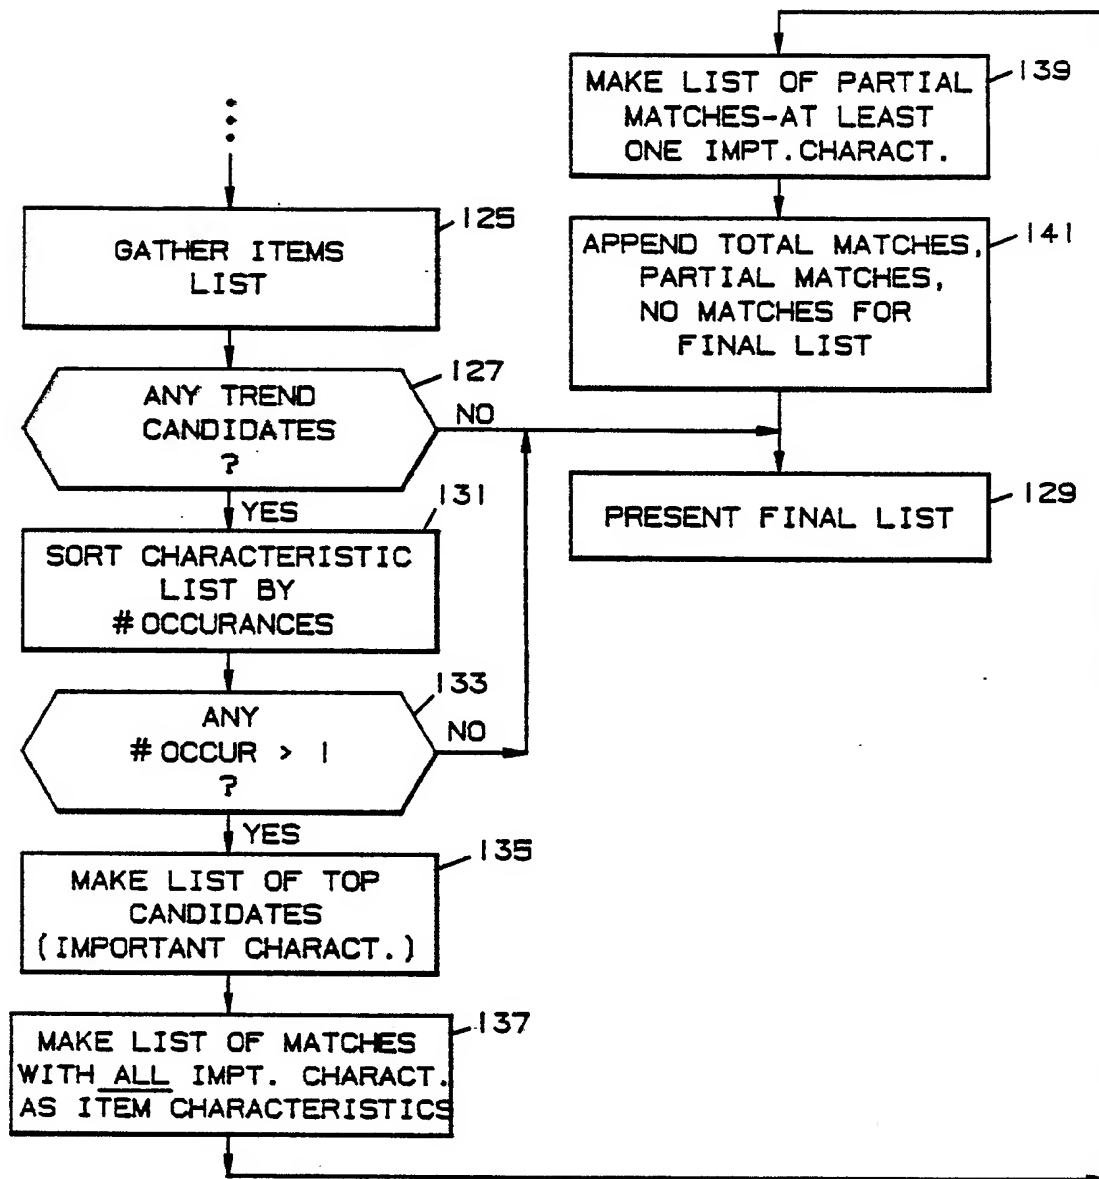 125
GATHER ITEMS
LIST
127
ANY TREND
CANDIDATES
?
NO
YES
131
SORT CHARACTERISTIC
LIST BY
#OCCURANCES
133
ANY
#OCCUR > 1
?
NO
YES
135
MAKE LIST OF TOP
CANDIDATES
(IMPORTANT CHARACT.)
137
MAKE LIST OF MATCHES
WITH ALL IMPT. CHARACT.
AS ITEM CHARACTERISTICS
139
MAKE LIST OF PARTIAL
MATCHES-AT LEAST
ONE IMPT.CHARACT.
141
APPEND TOTAL MATCHES,
PARTIAL MATCHES,
NO MATCHES FOR
FINAL LIST
129
PRESENT FINAL LIST